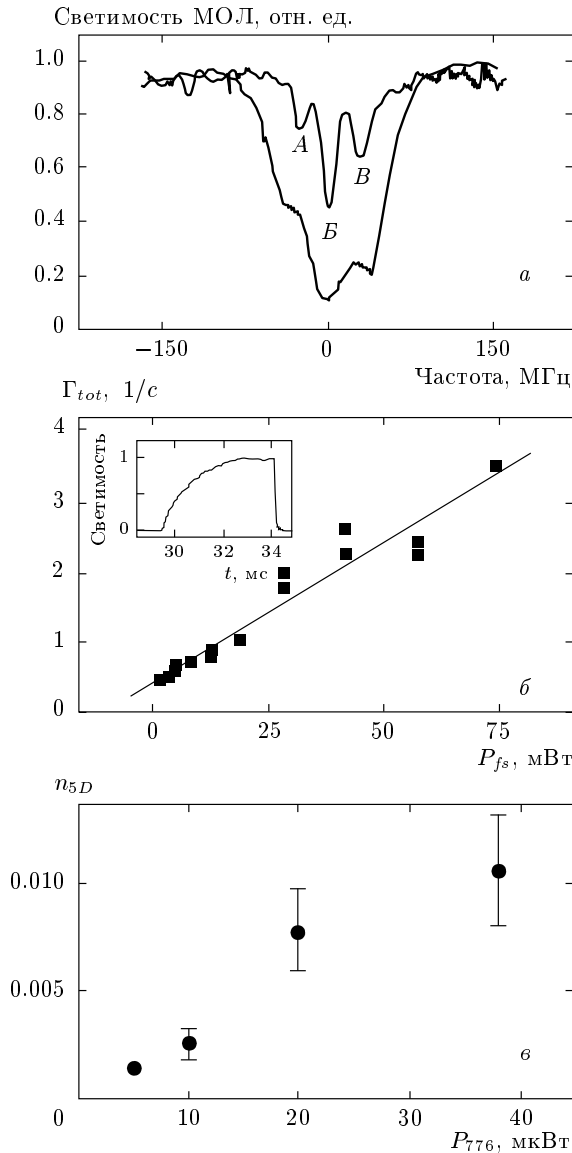 Светимость МОЛ, отн. ед.
1.0
0.8
0.6
0.4
0.2
0
А
Б
В
а
−150 0 150
Частота, МГц
Γtot, 1/с
4
3
2
1
0
Светимость
1
0
30 32 34
t, мс
б
0 25 50 75
Pfs, мВт
n5D
0.010
0.005
0
в
10 20 30 40
P776, мкВт